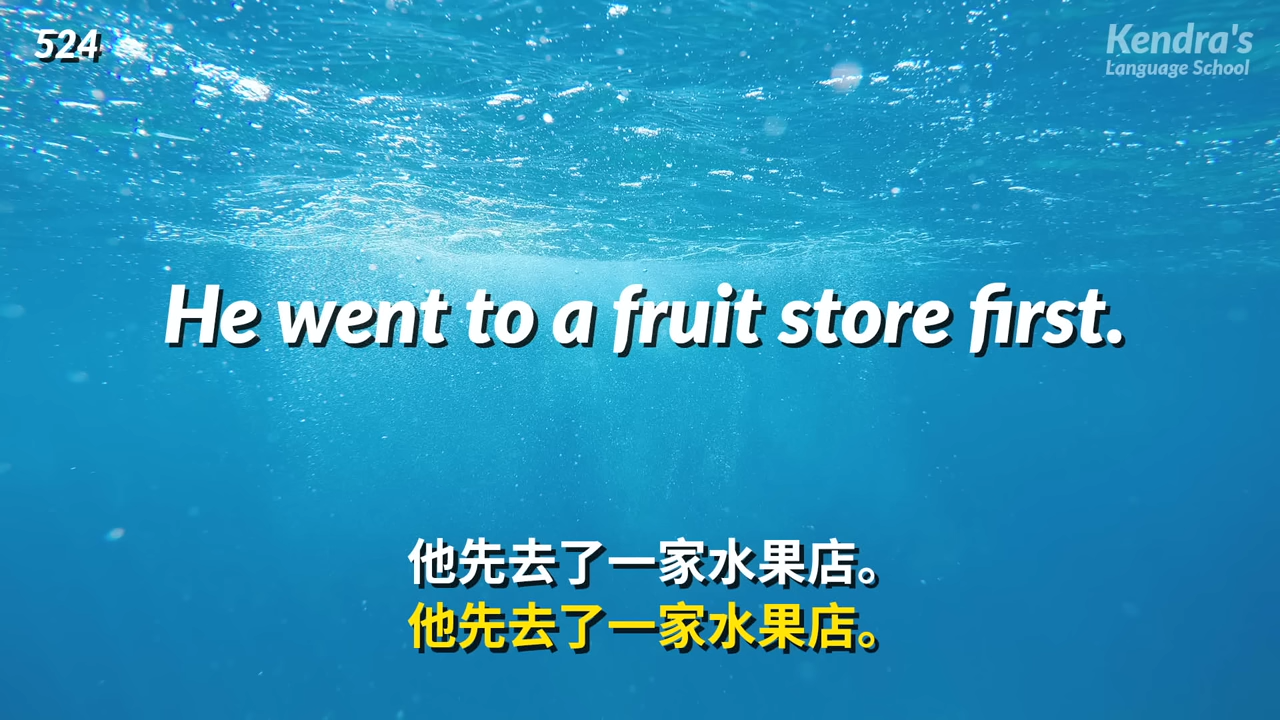 524
Kendra's
Language School
He went to a fruit store first.
他先去了一家水果店。
他先去了一家水果店。